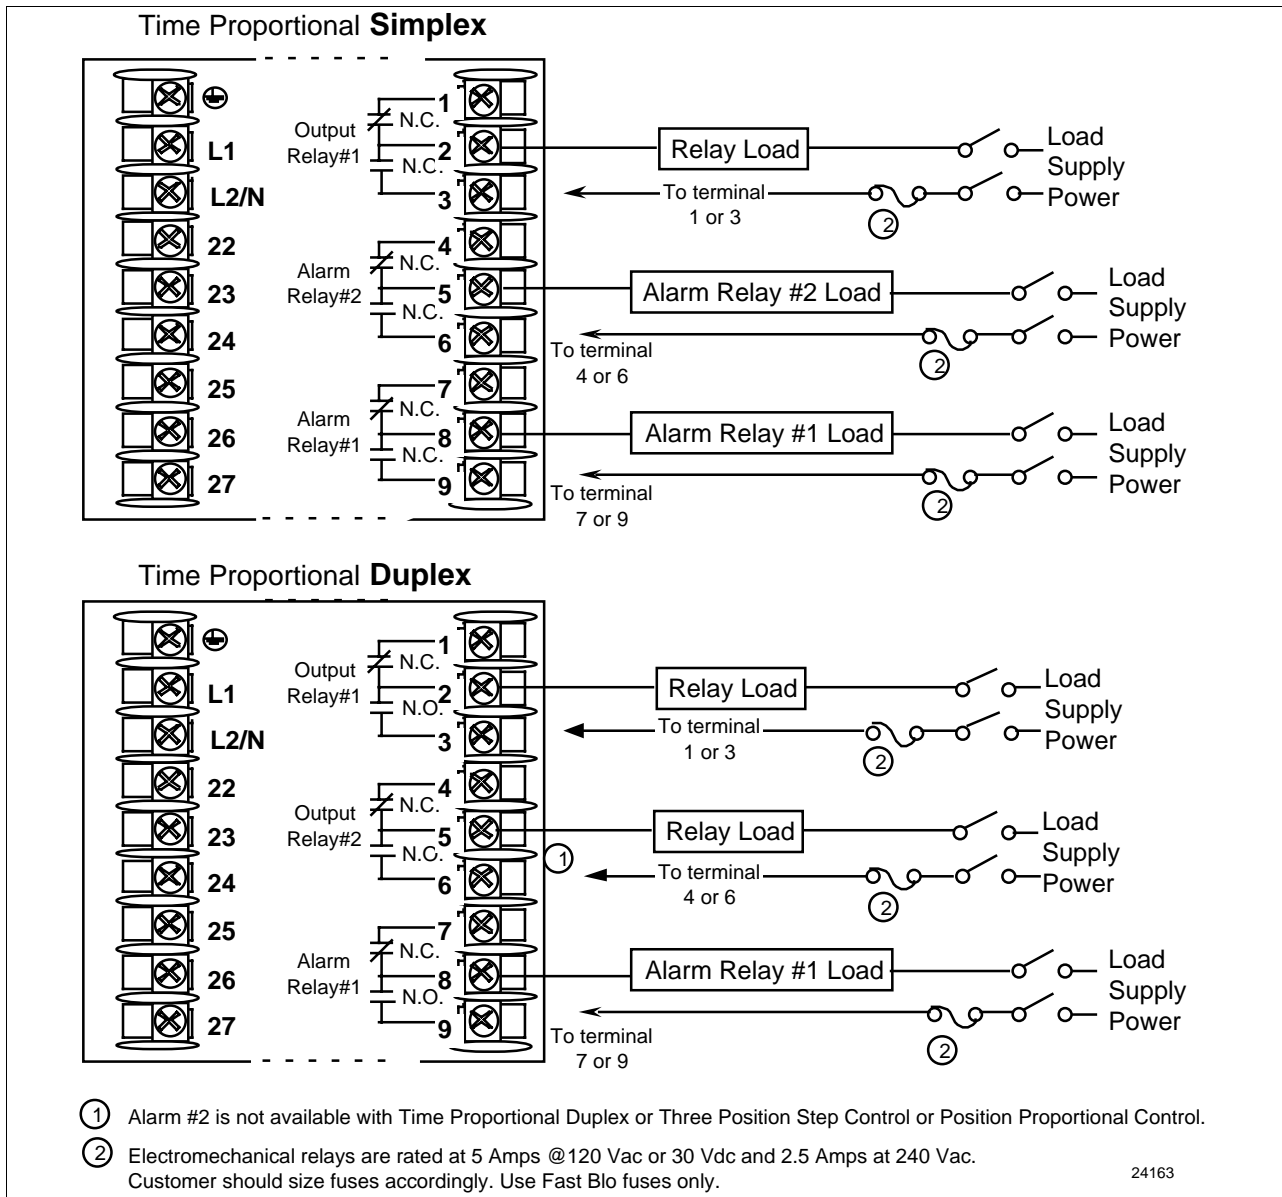 Time Proportional Simplex
L1
L2/N
22
23
24
25
26
27
Output
Relay#1
N.C.
N.C.
Alarm
Relay#2
N.C.
N.C.
Alarm
Relay#1
N.C.
N.C.
1
2
3
4
5
6
7
8
9
Relay Load
To terminal
1 or 3
2
Load
Supply
Power
Alarm Relay #2 Load
To terminal
4 or 6
2
Load
Supply
Power
Alarm Relay #1 Load
To terminal
7 or 9
2
Load
Supply
Power
Time Proportional Duplex
L1
L2/N
22
23
24
25
26
27
Output
Relay#1
N.C.
N.O.
Output
Relay#2
N.C.
N.O.
Alarm
Relay#1
N.C.
N.O.
1
2
3
4
5
6
7
8
9
1
Relay Load
To terminal
1 or 3
2
Load
Supply
Power
Relay Load
To terminal
4 or 6
2
Load
Supply
Power
Alarm Relay #1 Load
To terminal
7 or 9
2
Load
Supply
Power
1 Alarm #2 is not available with Time Proportional Duplex or Three Position Step Control or Position Proportional Control.
2 Electromechanical relays are rated at 5 Amps @120 Vac or 30 Vdc and 2.5 Amps at 240 Vac.
Customer should size fuses accordingly. Use Fast Blo fuses only.
24163